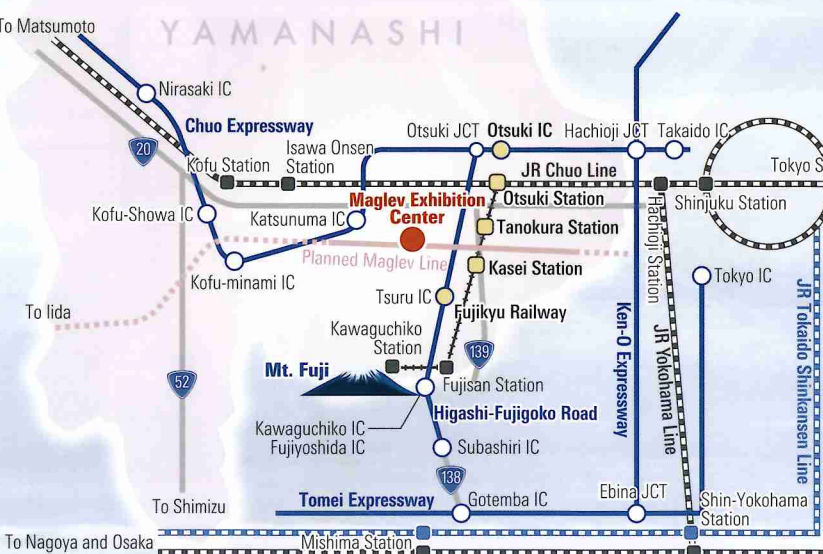 To Matsumoto
YAMANASHI
Nirasaki IC
Chuo Expressway
20
Kofu Station
Isawa Onsen
Station
Otsuki JCT
Otsuki IC
Hachioji JCT
Takaido IC
JR Chuo Line
Tokyo S
Otsuki Station
Shinjuku Station
Hachioji Station
Kofu-Showa IC
Katsunuma IC
Maglev Exhibition
Center
Tanokura Station
Planned Maglev Line
Kofu-minami IC
Kasei Station
Tokyo IC
To Iida
Tsuru IC
Fujikyu Railway
Kawaguchiko
Station
139
Ken-O Expressway
JR Yokohama Line
JR Tokaido Shinkansen Line
52
Mt. Fuji
Fujisan Station
Higashi-Fujigoko Road
Kawaguchiko IC
Fujiyoshida IC
Subashiri IC
138
To Shimizu
Tomei Expressway
Gotemba IC
Ebina JCT
Shin-Yokohama
Station
To Nagoya and Osaka
Mishima Station